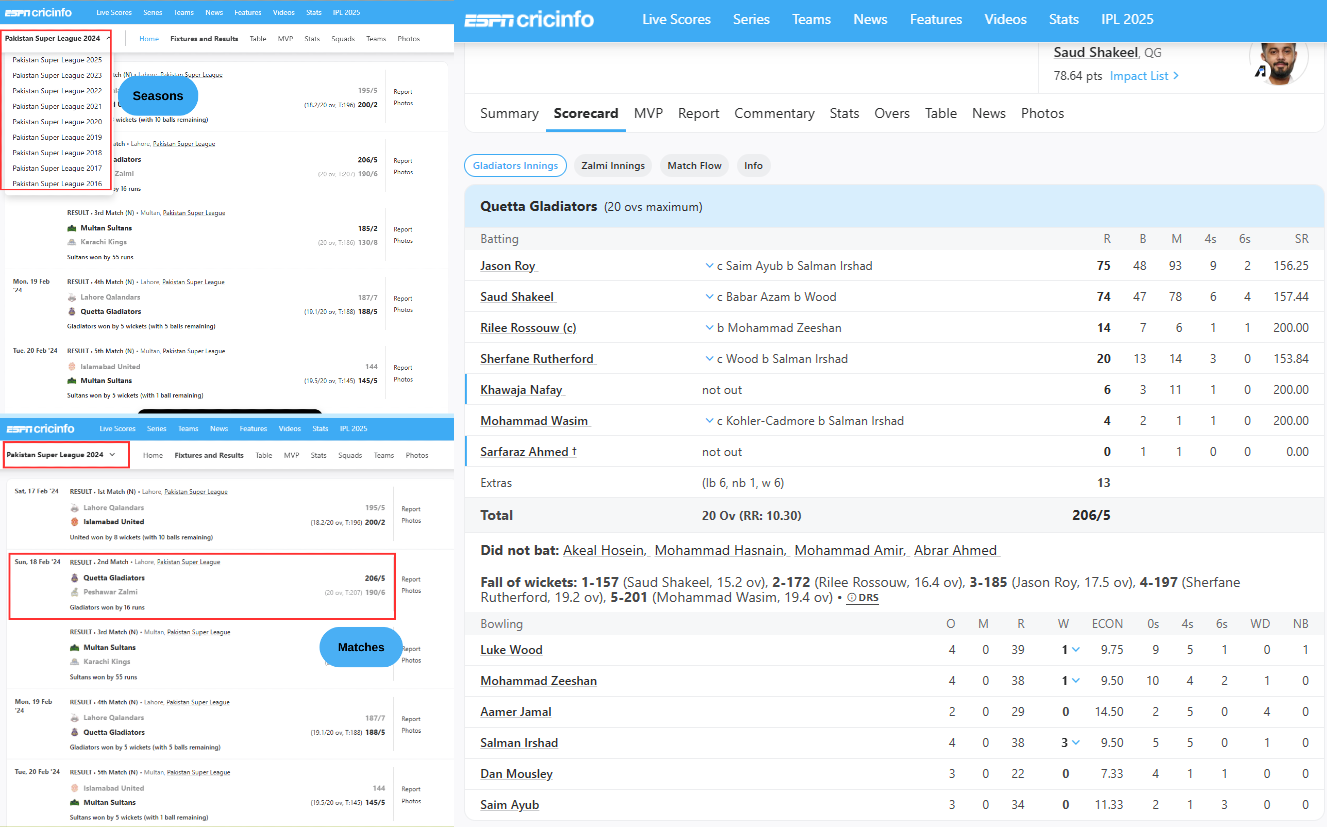 ESPN cricinfo Live Scores Series Teams News Features Videos Stats IPL 2025
Pakistan Super League 2024 Home Fixtures and Results Table MVP Stats Squads Teams Photos
Pakistan Super League 2025
Pakistan Super League 2023
Pakistan Super League 2022
Pakistan Super League 2021
Pakistan Super League 2020
Pakistan Super League 2019
Pakistan Super League 2018
Pakistan Super League 2017
Pakistan Super League 2016
Seasons
(N) • Lahore, Pakistan Super League
195/5 Report
(18.2/20 ov, T:196) 200/2 Photos
wickets (with 10 balls remaining)
• Lahore, Pakistan Super League
206/5 Report
Zalmi (20 ov, T:207) 190/6 Photos
by 16 runs
RESULT • 3rd Match (N) • Multan, Pakistan Super League
Multan Sultans 185/2 Report
Karachi Kings (20 ov, T:186) 130/8 Photos
Sultans won by 55 runs
Mon, 19 Feb '24 RESULT • 4th Match (N) • Lahore, Pakistan Super League
Lahore Qalandars 187/7 Report
Quetta Gladiators (19.1/20 ov, T:188) 188/5 Photos
Gladiators won by 5 wickets (with 5 balls remaining)
Tue, 20 Feb '24 RESULT • 5th Match (N) • Multan, Pakistan Super League
Islamabad United 144 Report
Multan Sultans (19.5/20 ov, T:145) 145/5 Photos
Sultans won by 5 wickets (with 1 ball remaining)
ESPN cricinfo Live Scores Series Teams News Features Videos Stats IPL 2025
Pakistan Super League 2024 Home Fixtures and Results Table MVP Stats Squads Teams Photos
Sat, 17 Feb '24 RESULT • 1st Match (N) • Lahore, Pakistan Super League
Lahore Qalandars 195/5 Report
Islamabad United (18.2/20 ov, T:196) 200/2 Photos
United won by 8 wickets (with 10 balls remaining)
Sun, 18 Feb '24 RESULT • 2nd Match • Lahore, Pakistan Super League
Quetta Gladiators 206/5 Report
Peshawar Zalmi (20 ov, T:207) 190/6 Photos
Gladiators won by 16 runs
RESULT • 3rd Match (N) • Multan, Pakistan Super League
Multan Sultans Report
Karachi Kings Photos
Sultans won by 55 runs
Matches
Mon, 19 Feb '24 RESULT • 4th Match (N) • Lahore, Pakistan Super League
Lahore Qalandars 187/7 Report
Quetta Gladiators (19.1/20 ov, T:188) 188/5 Photos
Gladiators won by 5 wickets (with 5 balls remaining)
Tue, 20 Feb '24 RESULT • 5th Match (N) • Multan, Pakistan Super League
Islamabad United 144 Report
Multan Sultans (19.5/20 ov, T:145) 145/5 Photos
Sultans won by 5 wickets (with 1 ball remaining)
ESPN cricinfo Live Scores Series Teams News Features Videos Stats IPL 2025
Saud Shakeel, QG
78.64 pts Impact List
Summary Scorecard MVP Report Commentary Stats Overs Table News Photos
Gladiators Innings Zalmi Innings Match Flow Info
Quetta Gladiators (20 ovs maximum)
Batting R B M 4s 6s SR
Jason Roy c Saim Ayub b Salman Irshad 75 48 93 9 2 156.25
Saud Shakeel c Babar Azam b Wood 74 47 78 6 4 157.44
Rilee Rossouw (c) b Mohammad Zeeshan 14 7 6 1 1 200.00
Sherfane Rutherford c Wood b Salman Irshad 20 13 14 3 0 153.84
Khawaja Nafay not out 6 3 11 1 0 200.00
Mohammad Wasim c Kohler-Cadmore b Salman Irshad 4 2 1 1 0 200.00
Sarfaraz Ahmed † not out 0 1 1 0 0 0.00
Extras (lb 6, nb 1, w 6) 13
Total 20 Ov (RR: 10.30) 206/5
Did not bat: Akeal Hosein, Mohammad Hasnain, Mohammad Amir, Abrar Ahmed
Fall of wickets: 1-157 (Saud Shakeel, 15.2 ov), 2-172 (Rilee Rossouw, 16.4 ov), 3-185 (Jason Roy, 17.5 ov), 4-197 (Sherfane
Rutherford, 19.2 ov), 5-201 (Mohammad Wasim, 19.4 ov) • DRS
Bowling O M R W ECON 0s 4s 6s WD NB
Luke Wood 4 0 39 1 9.75 9 5 1 0 1
Mohammad Zeeshan 4 0 38 1 9.50 10 4 2 1 0
Aamer Jamal 2 0 29 0 14.50 2 5 0 4 0
Salman Irshad 4 0 38 3 9.50 5 5 0 1 0
Dan Mousley 3 0 22 0 7.33 4 1 1 0 0
Saim Ayub 3 0 34 0 11.33 2 1 3 0 0